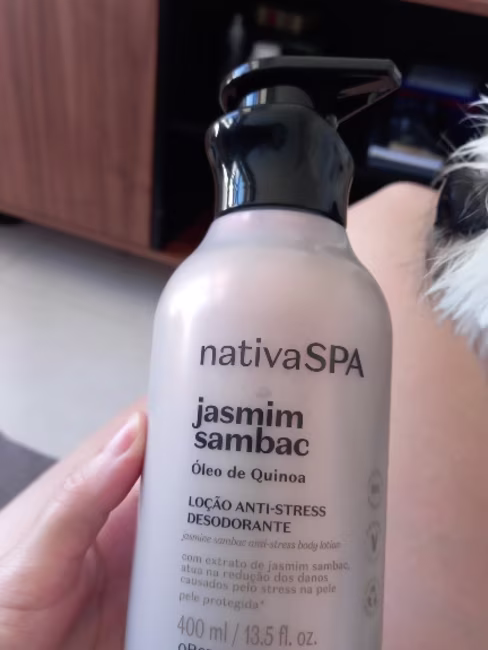 nativaSPA
jasmim
sambac
Óleo de Quinoa
LOÇÃO ANTI-STRESS
DESODORANTE
jasmine sambac anti-stress body lotion
com extrato de jasmim sambac,
atua na redução dos danos
causados pelo stress na pele
pele protegida*
400 ml / 13.5 fl. oz.